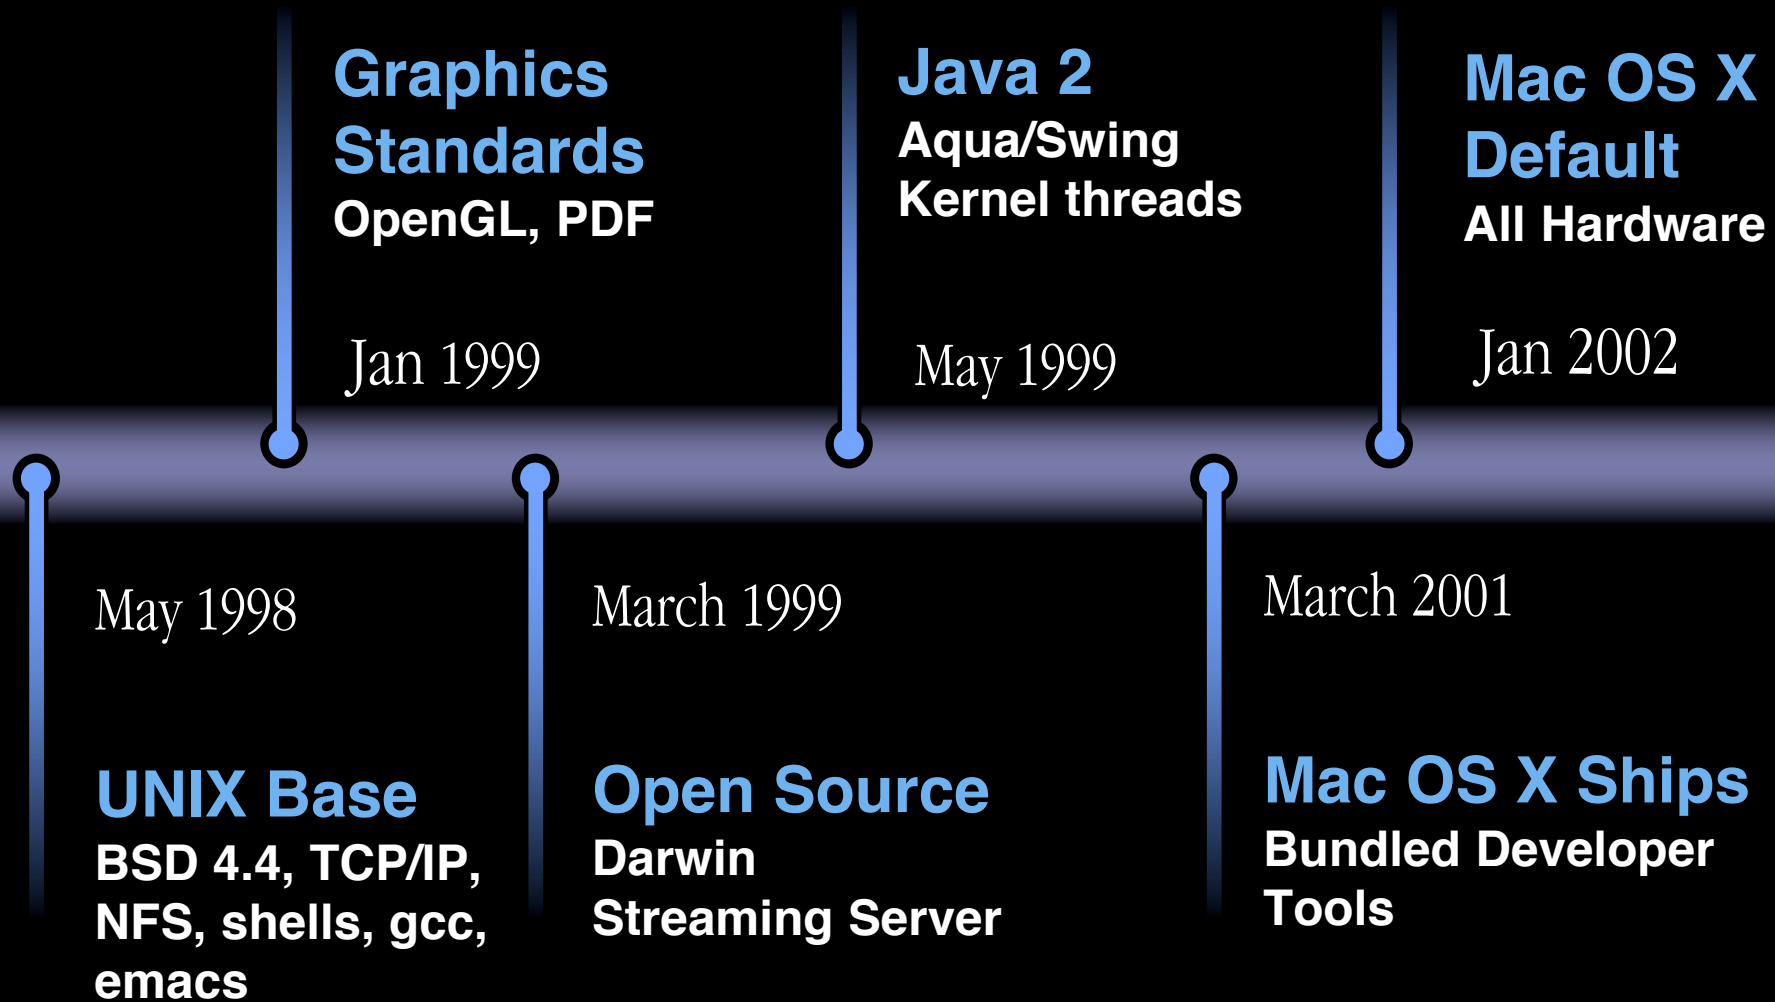 Graphics
Standards
OpenGL, PDF
Jan 1999
Java 2
Aqua/Swing
Kernel threads
May 1999
Mac OS X
Default
All Hardware
Jan 2002
May 1998
UNIX Base
BSD 4.4, TCP/IP,
NFS, shells, gcc,
emacs
March 1999
Open Source
Darwin
Streaming Server
March 2001
Mac OS X Ships
Bundled Developer
Tools